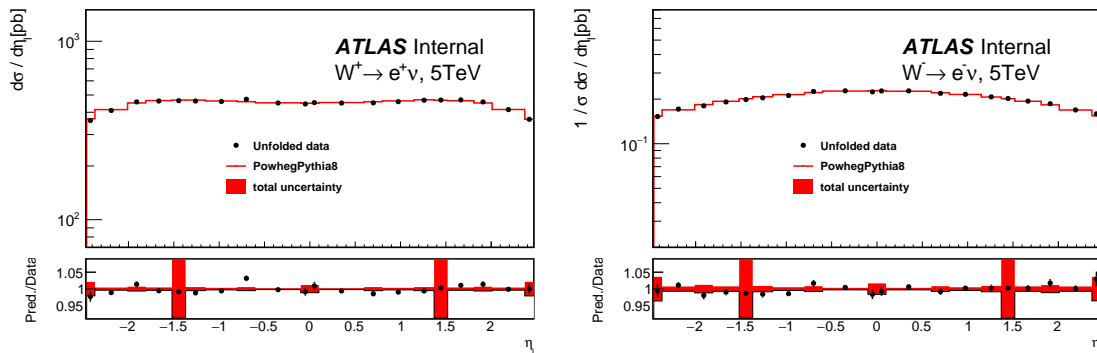 dσ / dη_l [pb]
10³
10²
ATLAS Internal
W⁺→ e⁺ν, 5TeV
Unfolded data
PowhegPythia8
total uncertainty
Pred./Data
1.05
1
0.95
−2 −1.5 −1 −0.5 0 0.5 1 1.5 2
η_l
1 / σ dσ / dη_l [pb]
10⁻¹
ATLAS Internal
W⁻→ e⁻ν, 5TeV
Unfolded data
PowhegPythia8
total uncertainty
Pred./Data
1.05
1
0.95
−2 −1.5 −1 −0.5 0 0.5 1 1.5 2
η_l